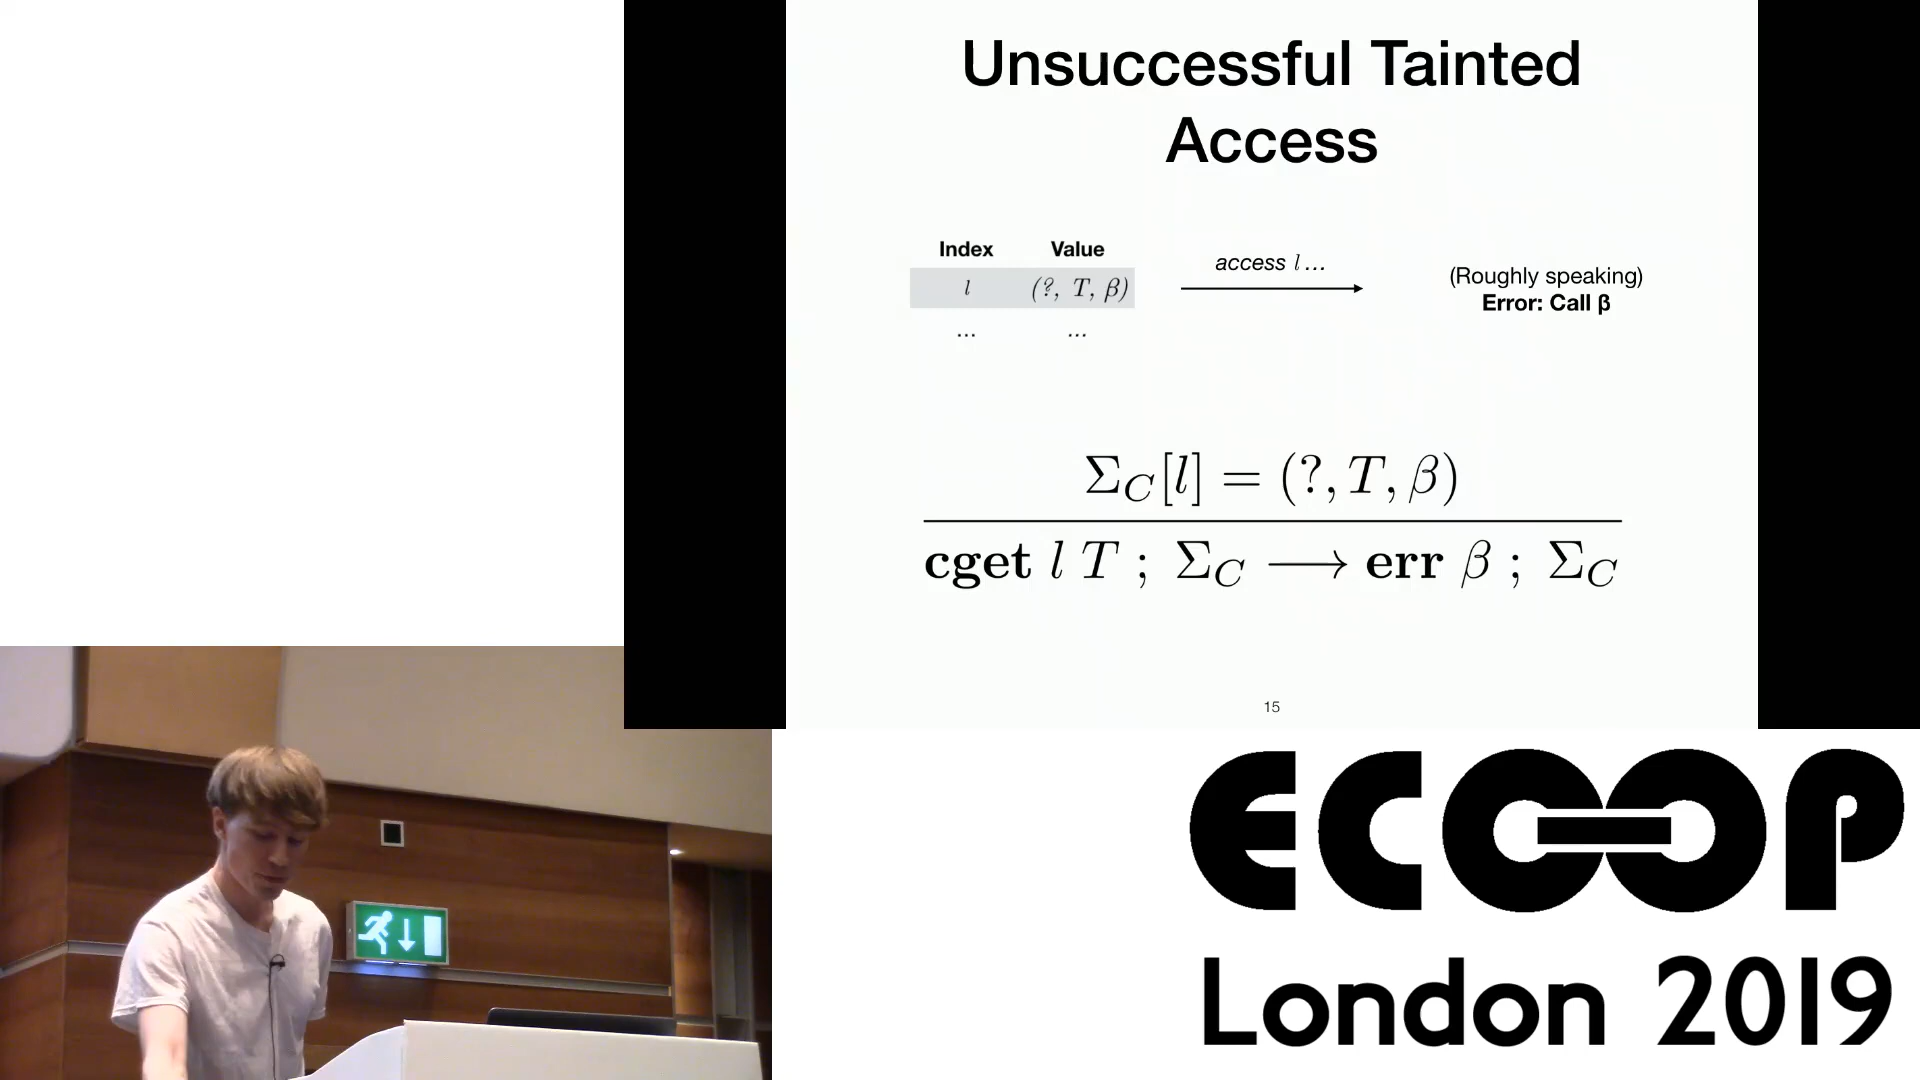 Unsuccessful Tainted
Access
Index Value
l (?, T, β)
... ...
access l ...
(Roughly speaking)
Error: Call β
Σ_C[l] = (?, T, β)
cget l T ; Σ_C ⟶ err β ; Σ_C
15
ECOOP
London 2019